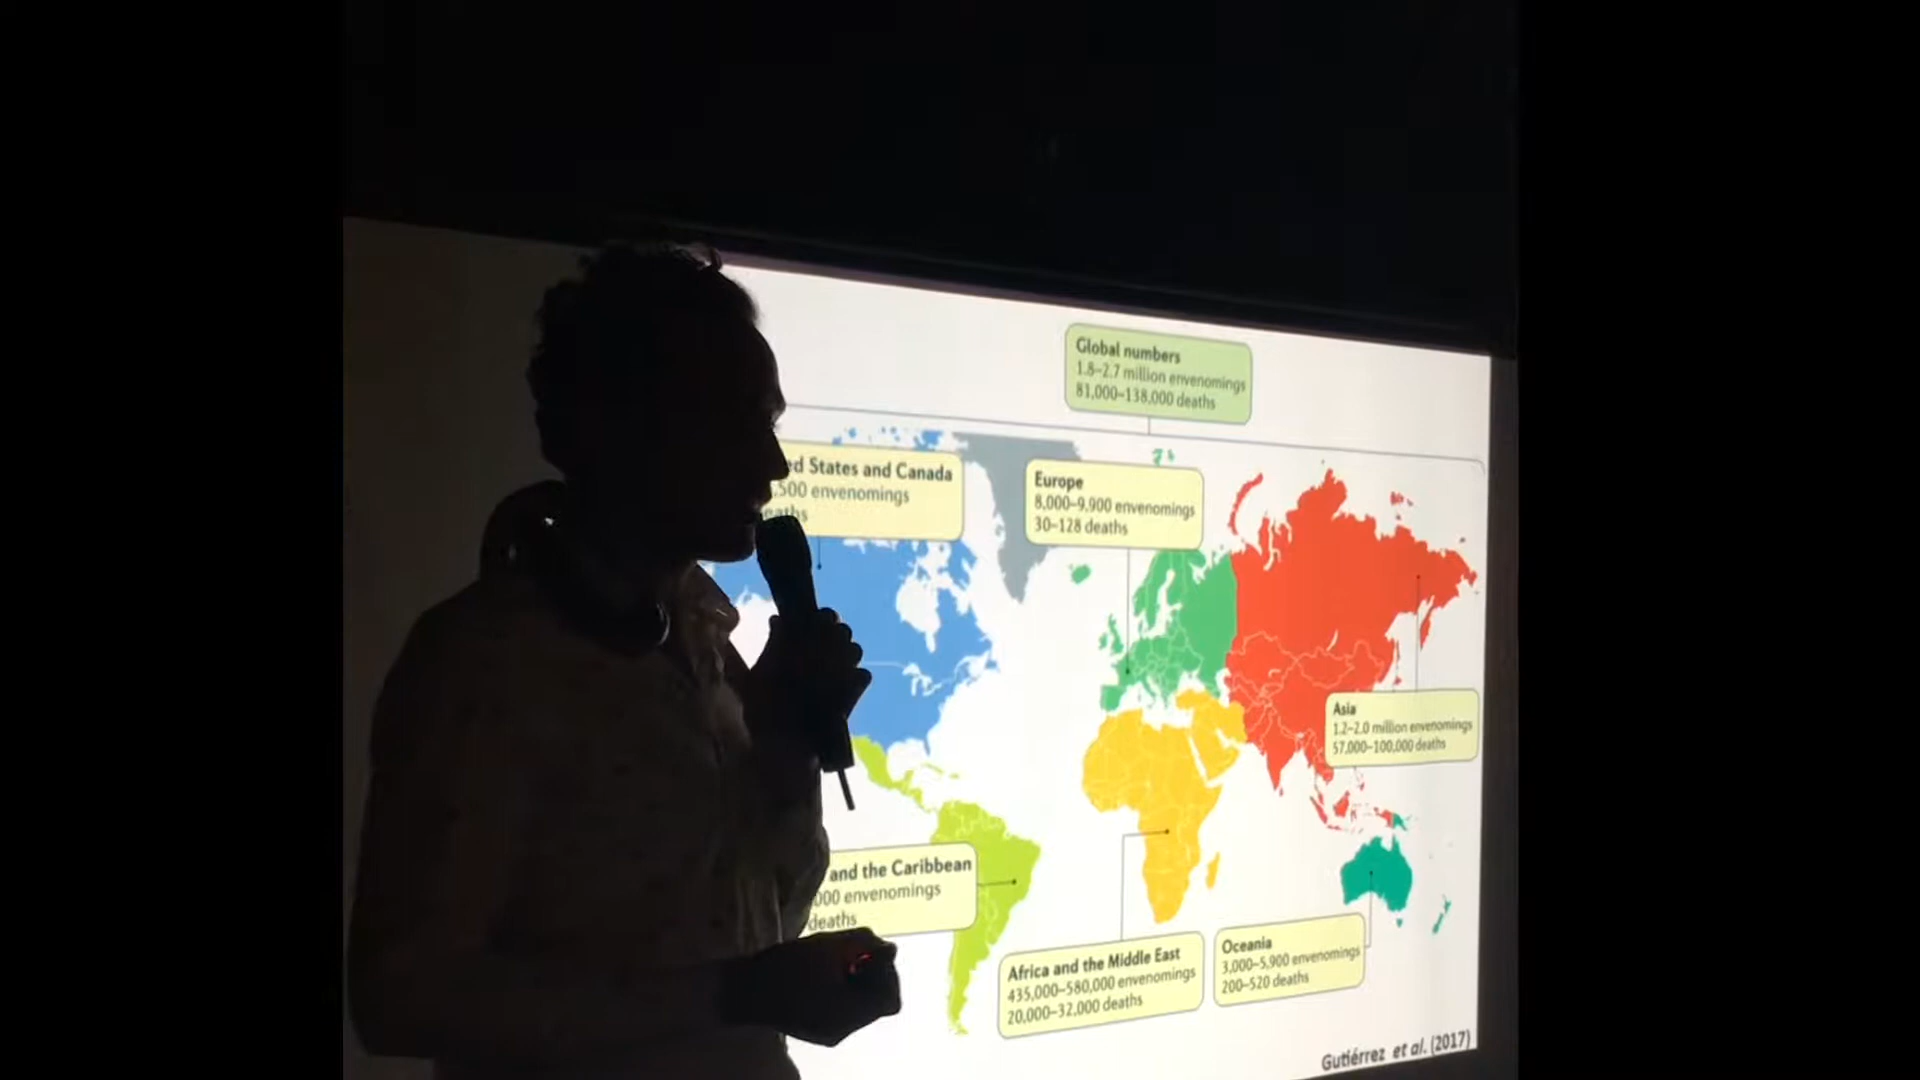 Global numbers
1.8–2.7 million envenomings
81,000–138,000 deaths
States and Canada
envenomings
Europe
8,000–9,900 envenomings
30–128 deaths
Asia
1.2–2.0 million envenomings
57,000–100,000 deaths
and the Caribbean
envenomings
deaths
Africa and the Middle East
435,000–580,000 envenomings
20,000–32,000 deaths
Oceania
3,000–5,900 envenomings
200–520 deaths
Gutiérrez et al. (2017)